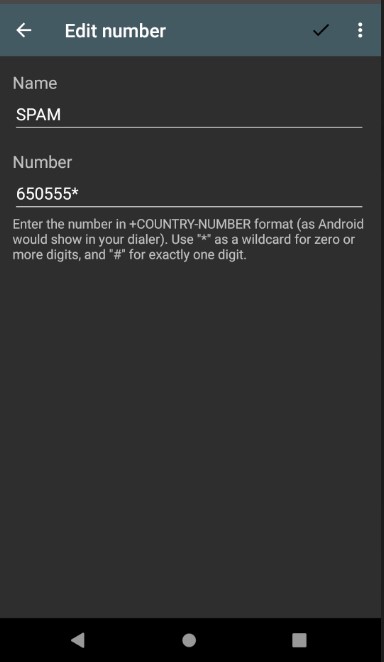 Edit number
Name
SPAM
Number
650555*
Enter the number in +COUNTRY-NUMBER format (as Android
would show in your dialer). Use "*" as a wildcard for zero or
more digits, and "#" for exactly one digit.